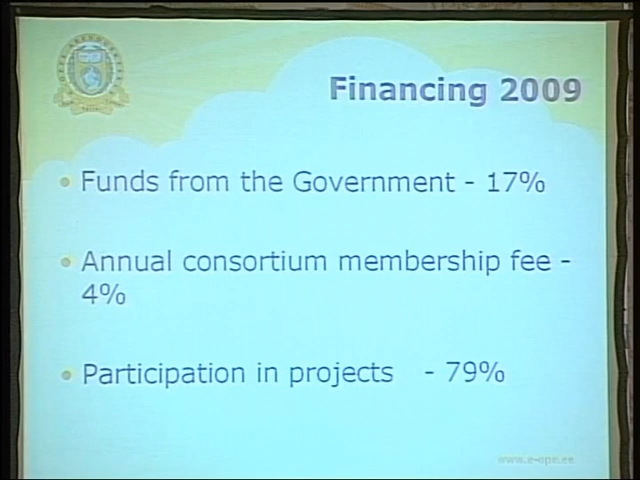 Financing 2009
Funds from the Government - 17%
Annual consortium membership fee -
4%
Participation in projects - 79%
www.e-ope.ee